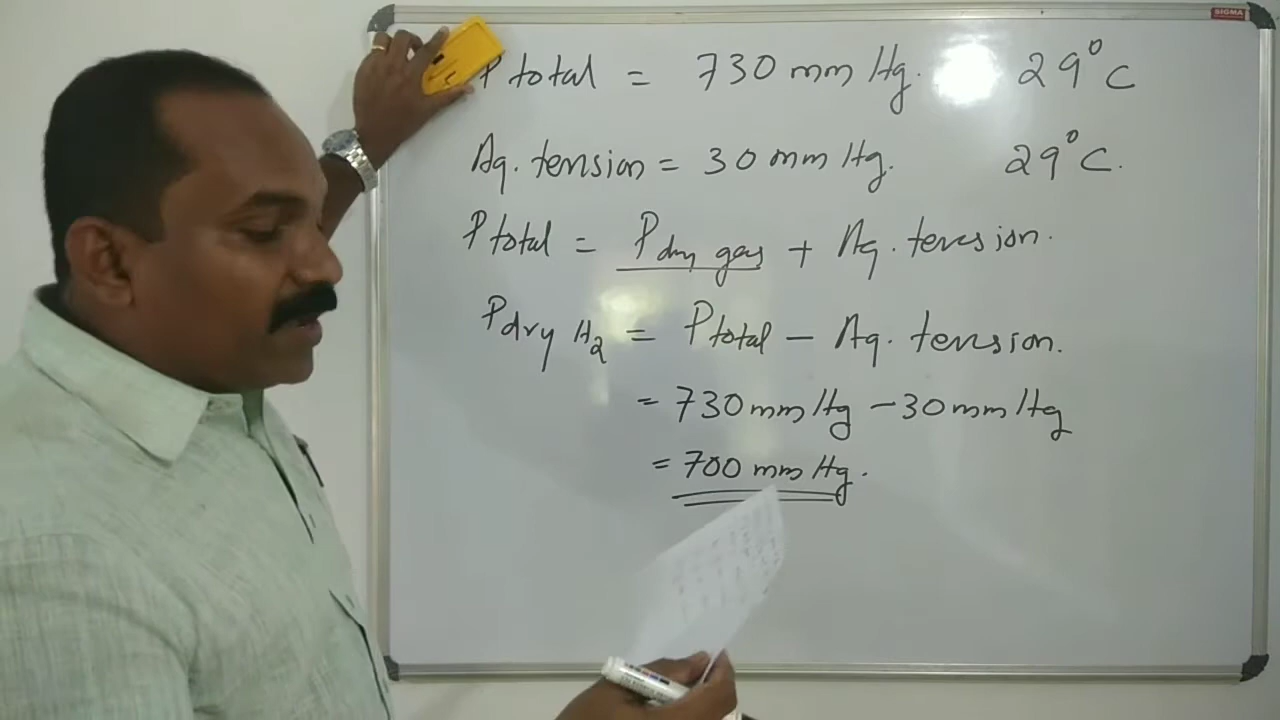 SIGMA
P total = 730 mm Hg. 29°C
Aq. tension = 30 mm Hg. 29°C.
P total = P dry gas + Aq. tension.
P dry H₂ = P total − Aq. tension.
= 730 mm Hg − 30 mm Hg
= 700 mm Hg.